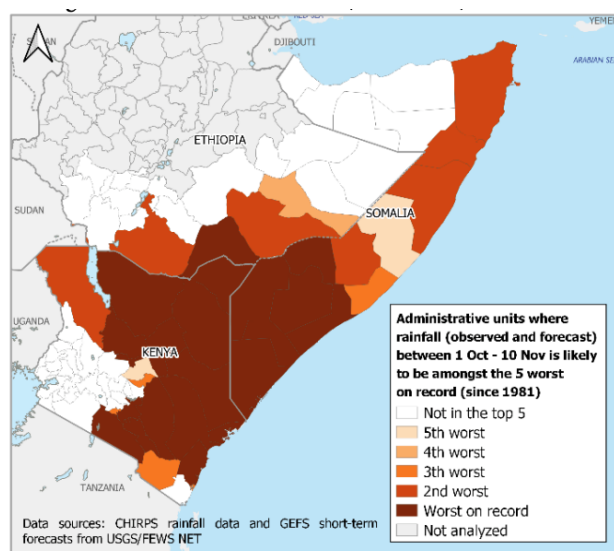 RED SEA
YEMEN
DJIBOUTI
ARABIAN SE
ETHIOPIA
SUDAN
SOMALIA
UGANDA
KENYA
TANZANIA
Administrative units where
rainfall (observed and forecast)
between 1 Oct - 10 Nov is likely
to be amongst the 5 worst
on record (since 1981)
Not in the top 5
5th worst
4th worst
3th worst
2nd worst
Worst on record
Not analyzed
Data sources: CHIRPS rainfall data and GEFS short-term
forecasts from USGS/FEWS NET